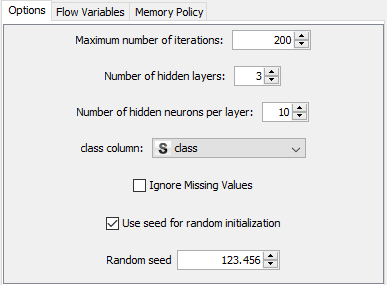 Options Flow Variables Memory Policy
Maximum number of iterations: 200
Number of hidden layers: 3
Number of hidden neurons per layer: 10
class column: S class
Ignore Missing Values
Use seed for random initialization
Random seed 123.456